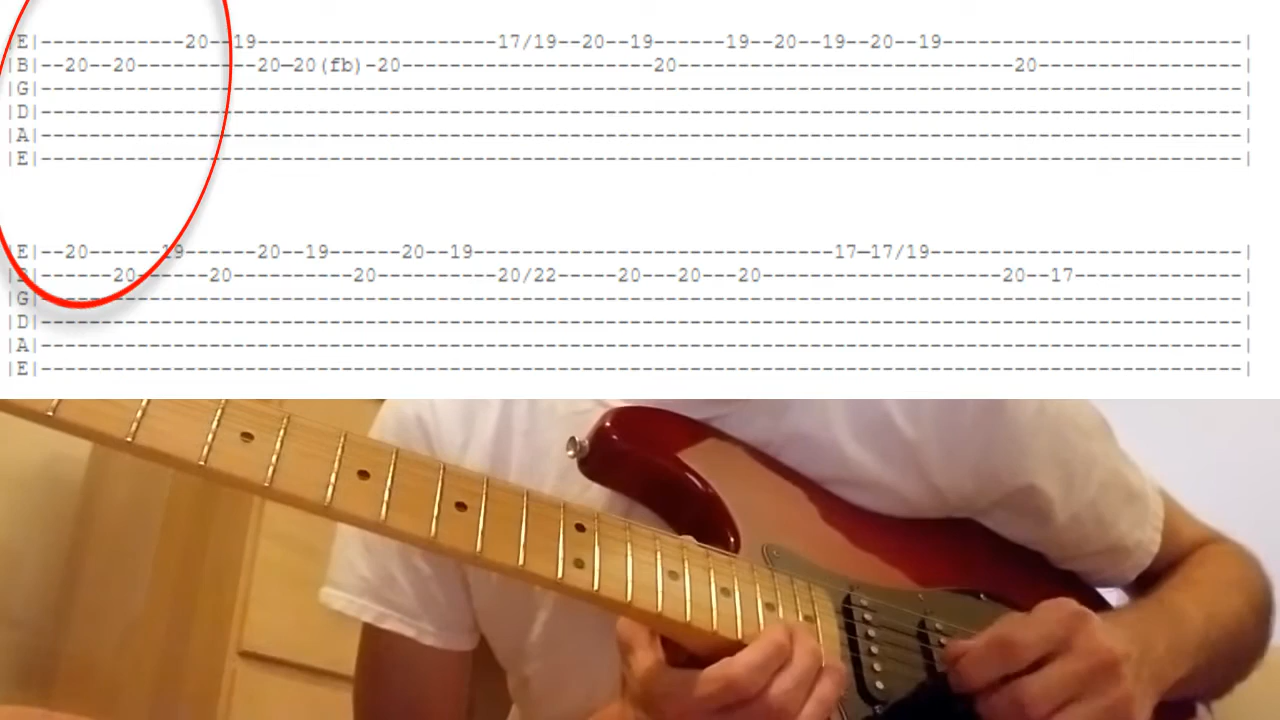 |E|------------20--19--------------------17/19--20--19------19--20--19--20--19-------------------------|
|B|--20--20----------20—20(fb)-20---------------------20----------------------------20-----------------|
|G|----------------------------------------------------------------------------------------------------|
|D|----------------------------------------------------------------------------------------------------|
|A|----------------------------------------------------------------------------------------------------|
|E|----------------------------------------------------------------------------------------------------|
|E|--20------19------20--19------20--19------------------------------17—17/19--------------------------|
|B|------20------20----------20----------20/22-----20---20---20--------------------20--17--------------|
|G|----------------------------------------------------------------------------------------------------|
|D|----------------------------------------------------------------------------------------------------|
|A|----------------------------------------------------------------------------------------------------|
|E|----------------------------------------------------------------------------------------------------|